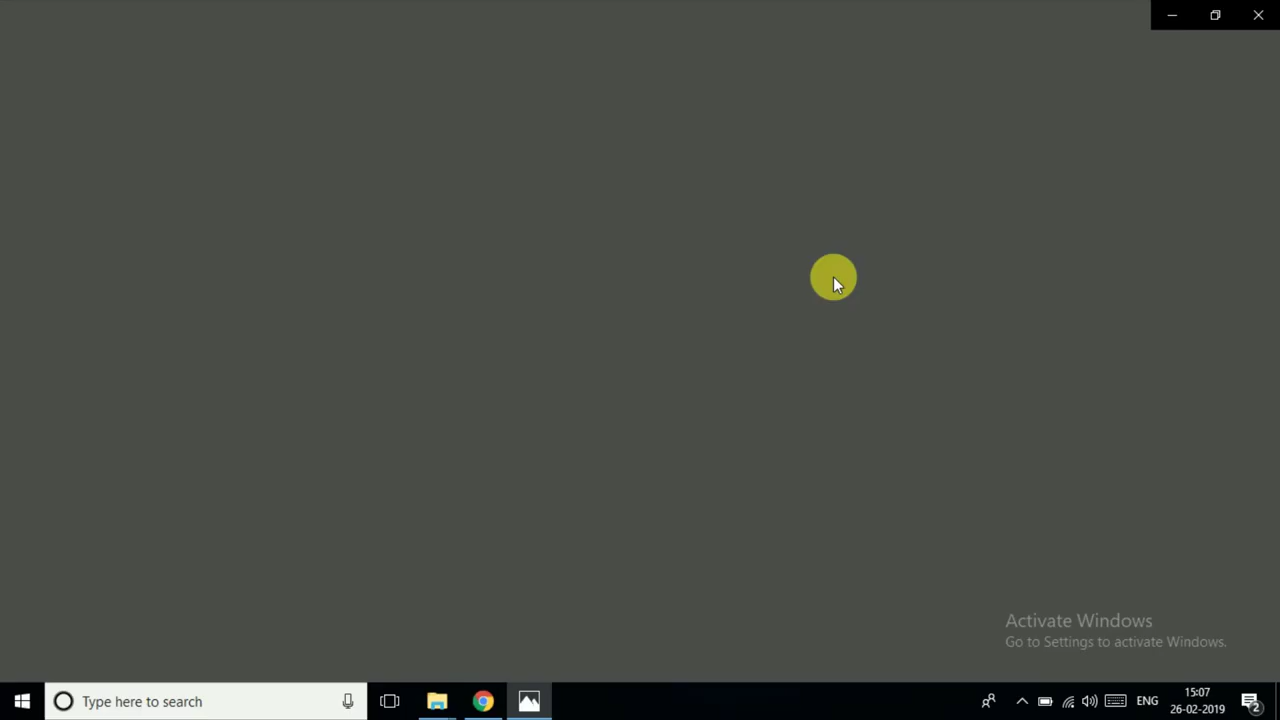 Activate Windows
Go to Settings to activate Windows.
Type here to search
ENG
15:07
26-02-2019
2